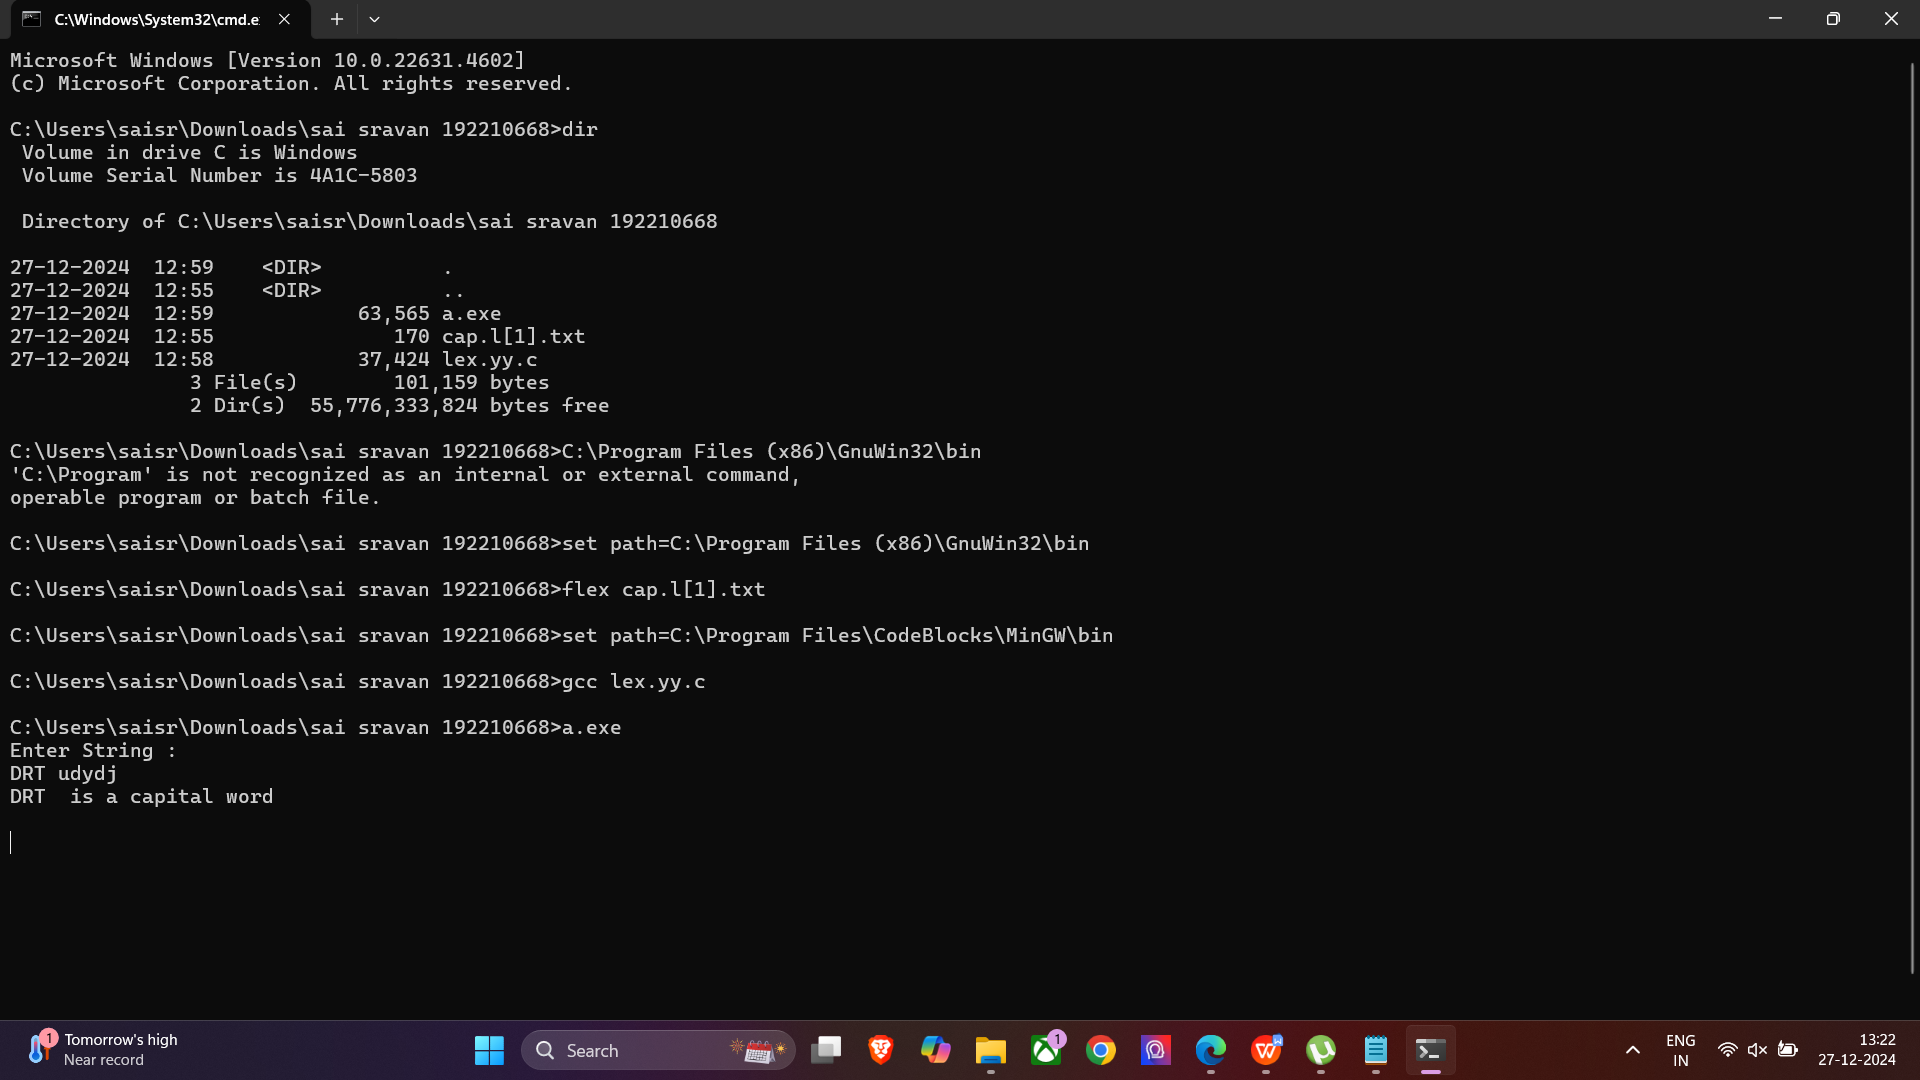 C:\Windows\System32\cmd.e
Microsoft Windows [Version 10.0.22631.4602]
(c) Microsoft Corporation. All rights reserved.
C:\Users\saisr\Downloads\sai sravan 192210668>dir
Volume in drive C is Windows
Volume Serial Number is 4A1C-5803
Directory of C:\Users\saisr\Downloads\sai sravan 192210668
27-12-2024  12:59    <DIR>          .
27-12-2024  12:55    <DIR>          ..
27-12-2024  12:59            63,565 a.exe
27-12-2024  12:55               170 cap.l[1].txt
27-12-2024  12:58            37,424 lex.yy.c
3 File(s)        101,159 bytes
2 Dir(s)  55,776,333,824 bytes free
C:\Users\saisr\Downloads\sai sravan 192210668>C:\Program Files (x86)\GnuWin32\bin
'C:\Program' is not recognized as an internal or external command,
operable program or batch file.
C:\Users\saisr\Downloads\sai sravan 192210668>set path=C:\Program Files (x86)\GnuWin32\bin
C:\Users\saisr\Downloads\sai sravan 192210668>flex cap.l[1].txt
C:\Users\saisr\Downloads\sai sravan 192210668>set path=C:\Program Files\CodeBlocks\MinGW\bin
C:\Users\saisr\Downloads\sai sravan 192210668>gcc lex.yy.c
C:\Users\saisr\Downloads\sai sravan 192210668>a.exe
Enter String :
DRT udydj
DRT  is a capital word
1
Tomorrow's high
Near record
Search
1
ENG
IN
13:22
27-12-2024